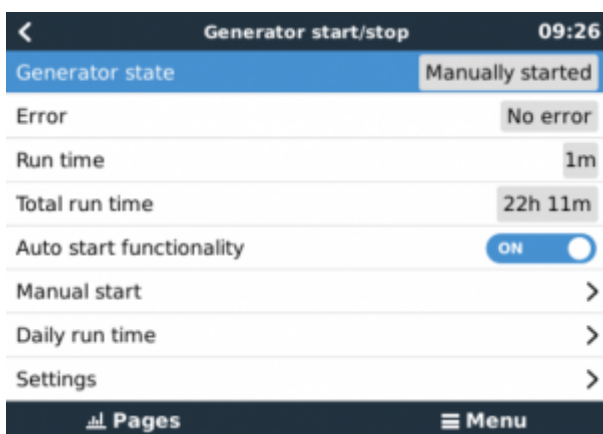 Generator start/stop 09:26
Generator state Manually started
Error No error
Run time 1m
Total run time 22h 11m
Auto start functionality ON
Manual start
Daily run time
Settings
Pages Menu